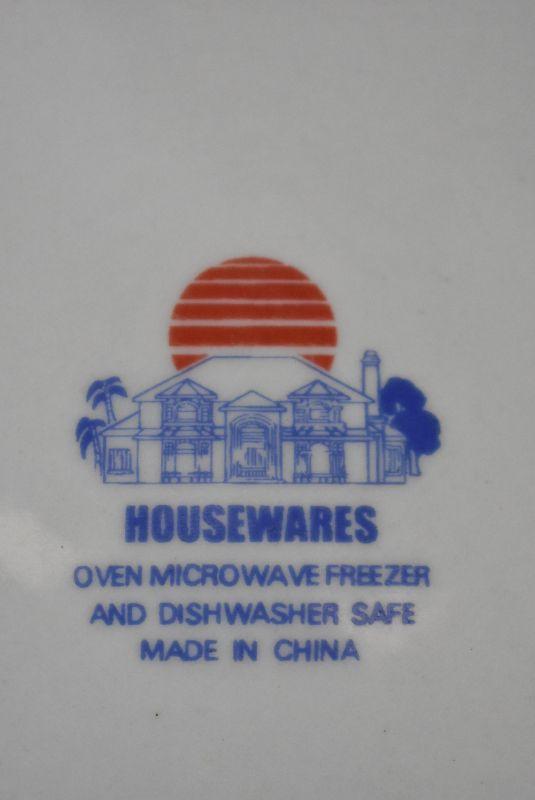 HOUSEWARES
OVEN MICROWAVE FREEZER
AND DISHWASHER SAFE
MADE IN CHINA